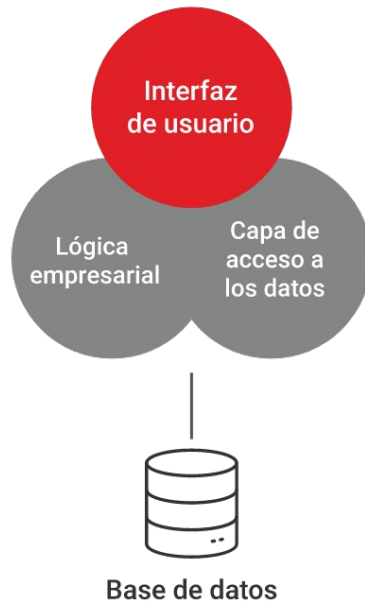 Interfaz
de usuario
Lógica
empresarial
Capa de
acceso a
los datos
Base de datos